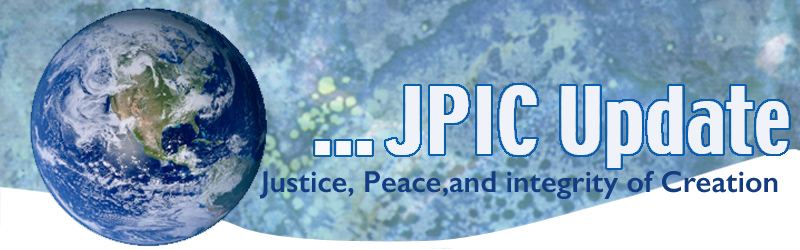 ... JPIC Update
Justice, Peace,and integrity of Creation